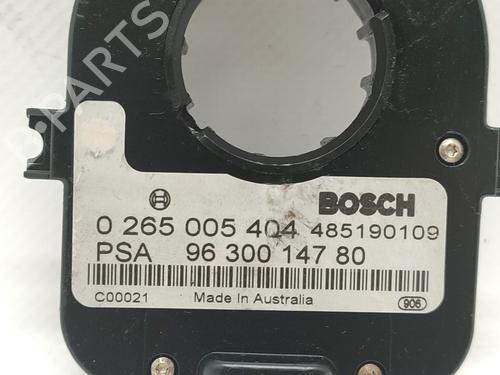 BOSCH
0 265 005 404 485190109
PSA 96 300 147 80
C00021 Made In Australia 906
B-PARTS